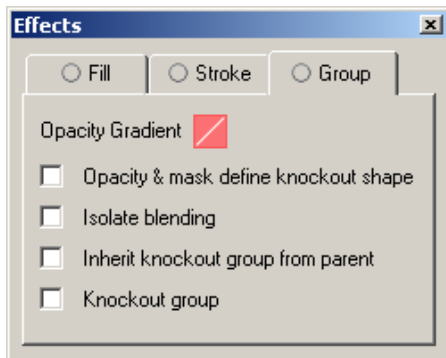 Effects
Fill Stroke Group
Opacity Gradient
Opacity & mask define knockout shape
Isolate blending
Inherit knockout group from parent
Knockout group